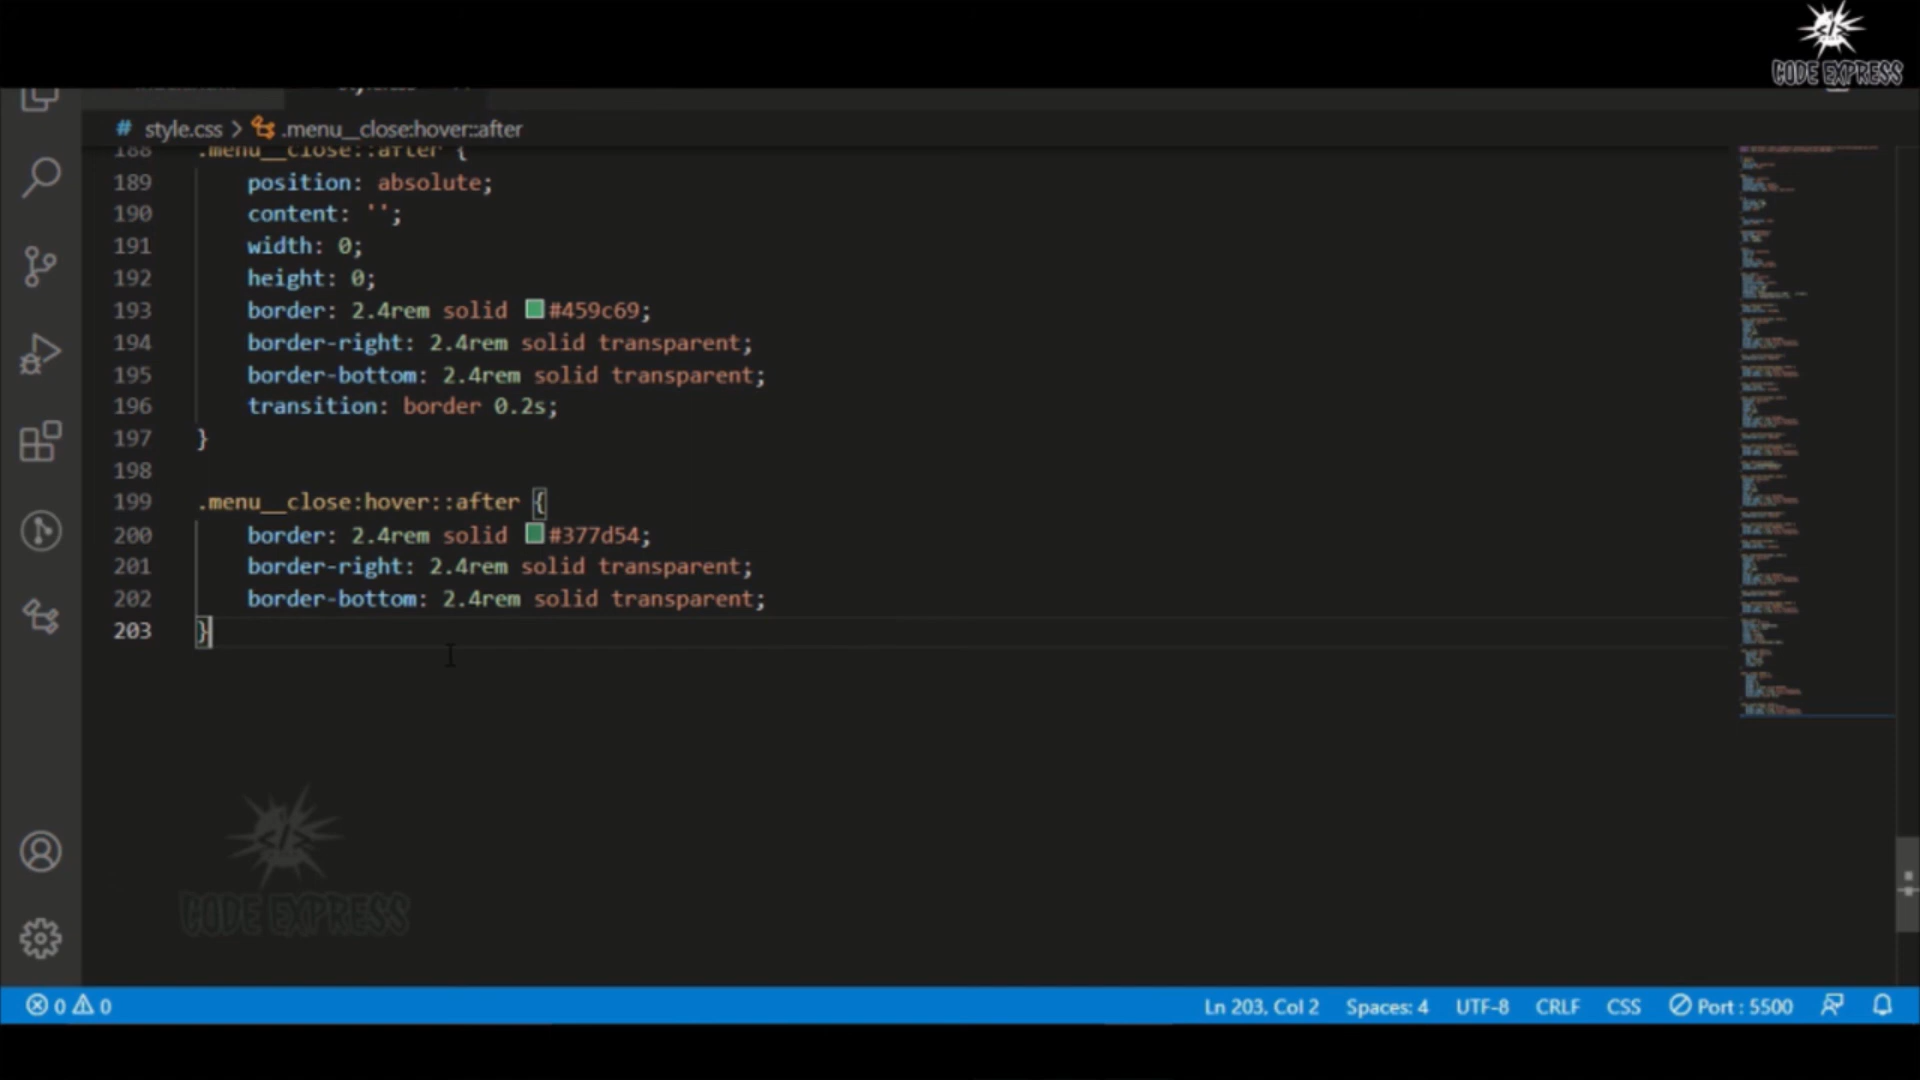 CODE EXPRESS
# style.css > .menu__close:hover::after
188 .menu__close::after {
189 position: absolute;
190 content: '';
191 width: 0;
192 height: 0;
193 border: 2.4rem solid #459c69;
194 border-right: 2.4rem solid transparent;
195 border-bottom: 2.4rem solid transparent;
196 transition: border 0.2s;
197 }
198
199 .menu__close:hover::after {
200 border: 2.4rem solid #377d54;
201 border-right: 2.4rem solid transparent;
202 border-bottom: 2.4rem solid transparent;
203 }
</> CODE EXPRESS
0 0 Ln 203, Col 2 Spaces: 4 UTF-8 CRLF CSS Port : 5500